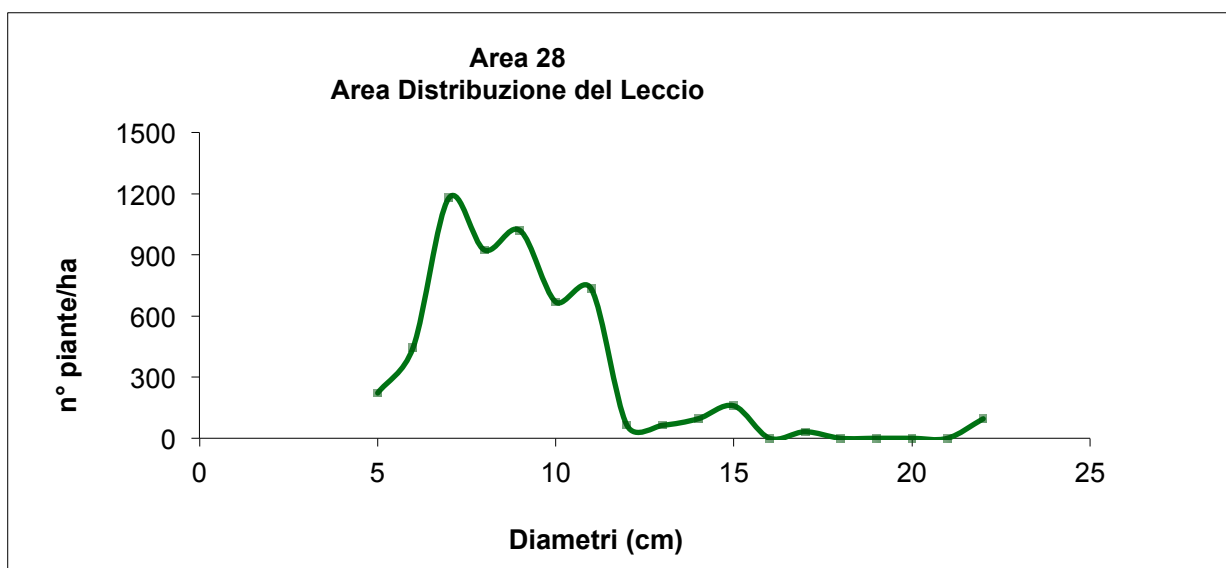 Area 28
Area Distribuzione del Leccio
1500
1200
900
600
300
0
n° piante/ha
0 5 10 15 20 25
Diametri (cm)